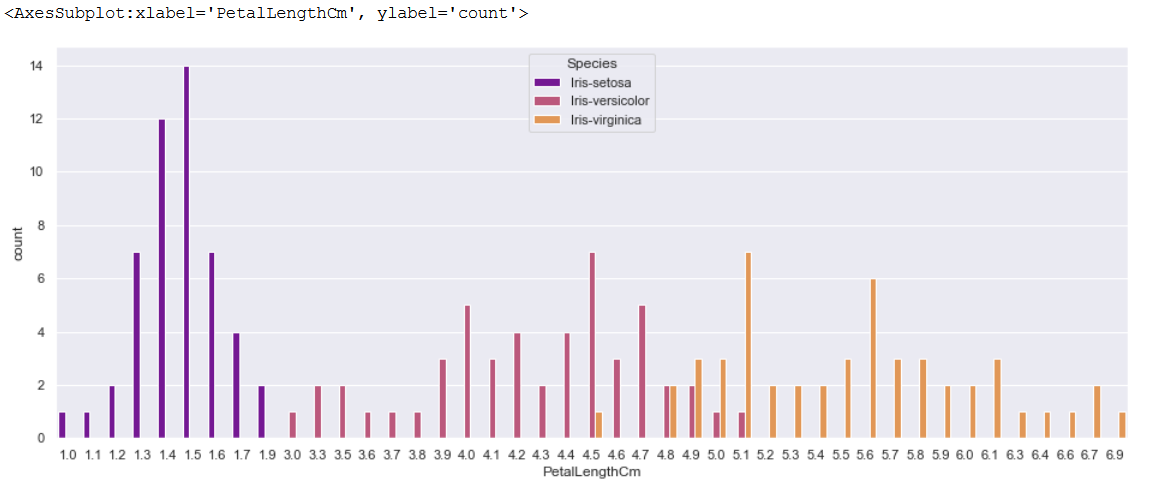 <AxesSubplot:xlabel='PetalLengthCm', ylabel='count'>
Species
Iris-setosa
Iris-versicolor
Iris-virginica
14
12
10
8
6
4
2
0
count
1.0 1.1 1.2 1.3 1.4 1.5 1.6 1.7 1.9 3.0 3.3 3.5 3.6 3.7 3.8 3.9 4.0 4.1 4.2 4.3 4.4 4.5 4.6 4.7 4.8 4.9 5.0 5.1 5.2 5.3 5.4 5.5 5.6 5.7 5.8 5.9 6.0 6.1 6.3 6.4 6.6 6.7 6.9
PetalLengthCm